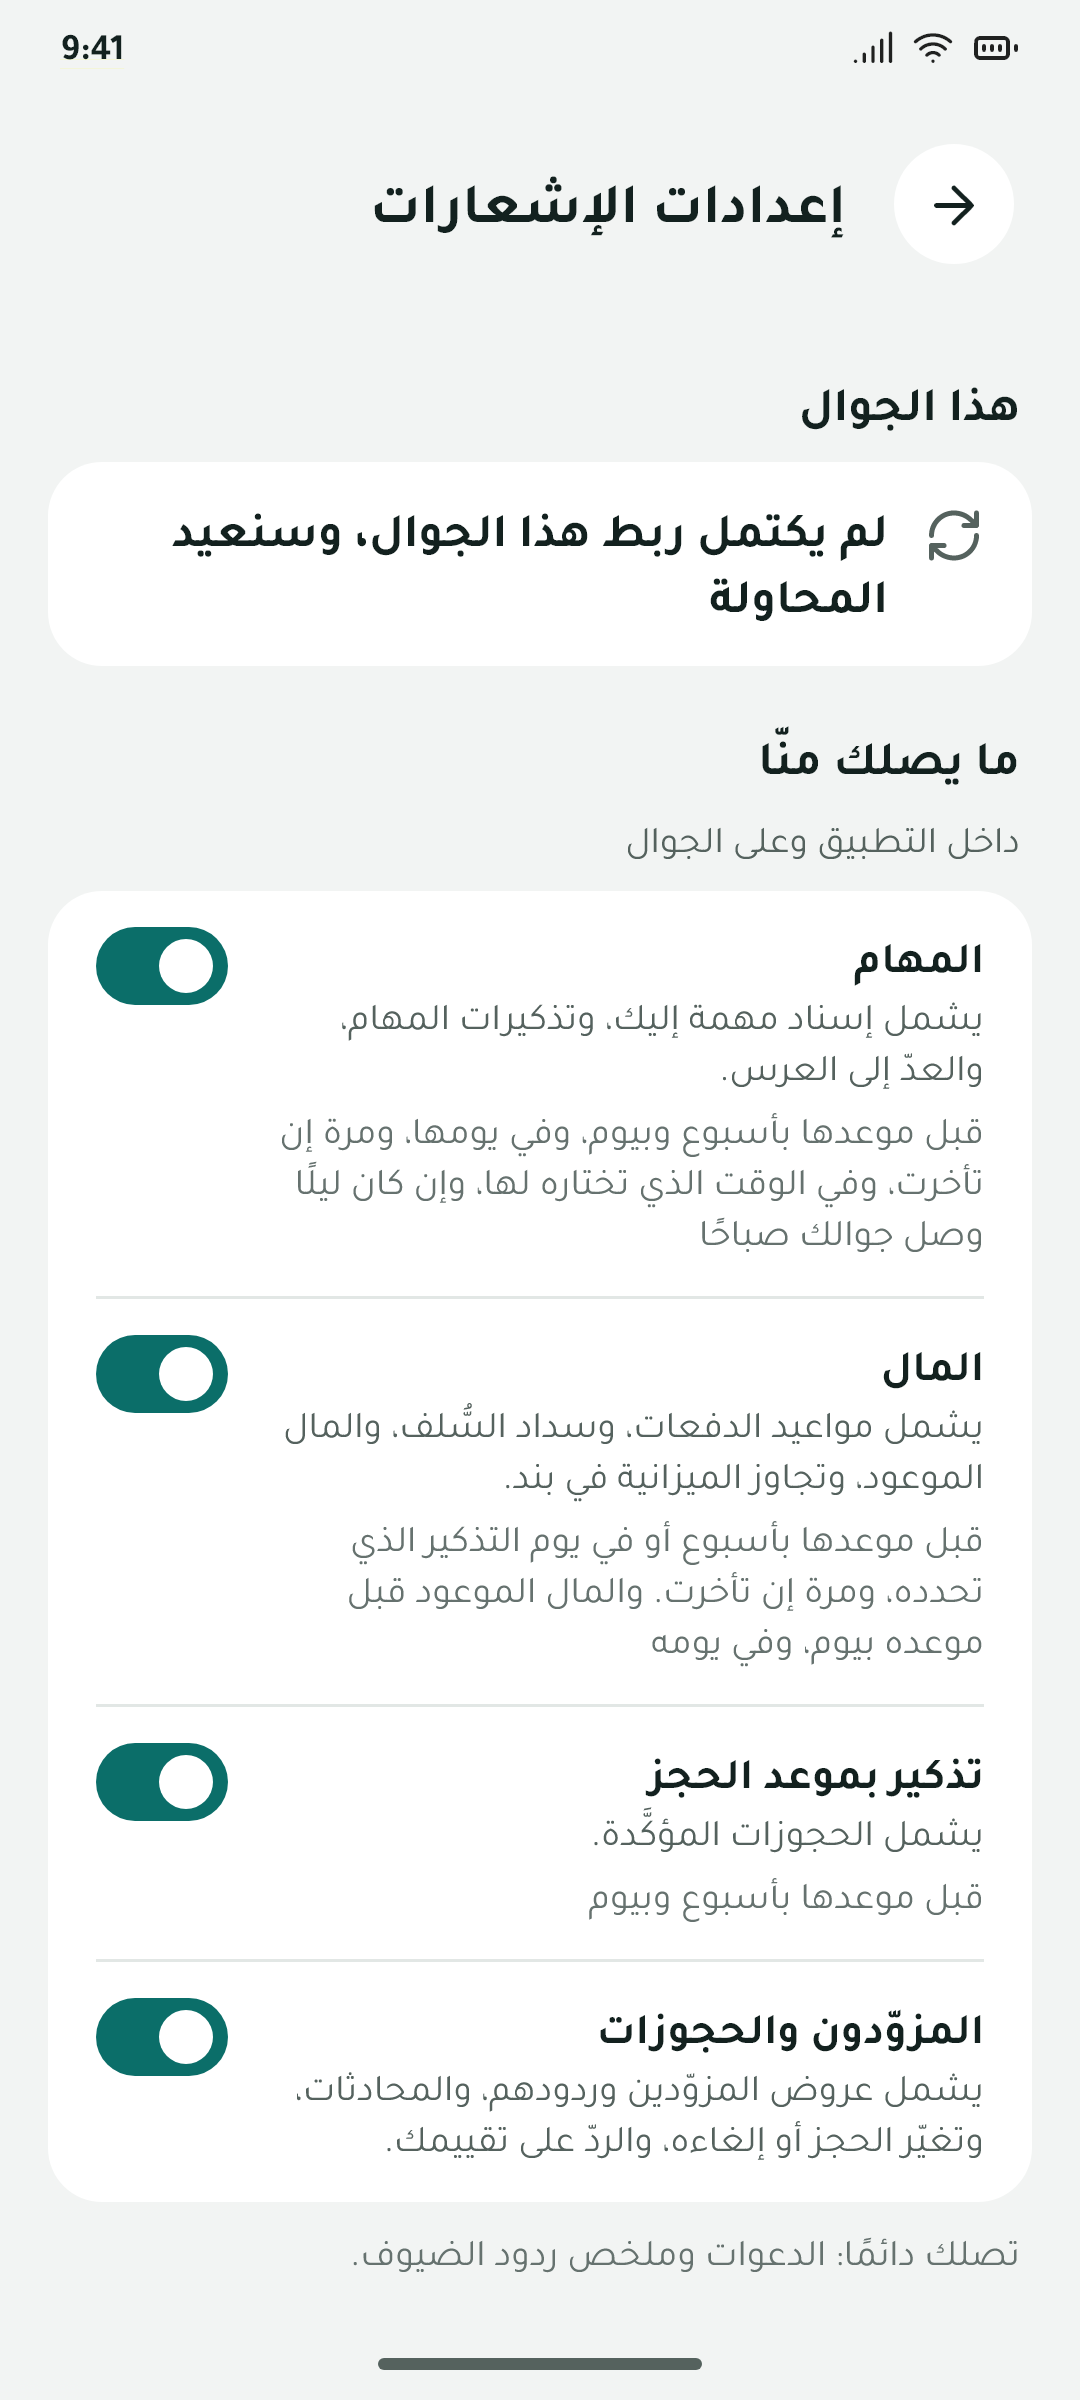 9:41
إعدادات الإشعارات
هذا الجوال
لم يكتمل ربط هذا الجوال، وسنعيد
المحاولة
ما يصلك منّا
داخل التطبيق وعلى الجوال
المهام
يشمل إسناد مهمة إليك، وتذكيرات المهام،
والعدّ إلى العرس.
قبل موعدها بأسبوع وبيوم، وفي يومها، ومرة إن
تأخرت، وفي الوقت الذي تختاره لها، وإن كان ليلًا
وصل جوالك صباحًا
المال
يشمل مواعيد الدفعات، وسداد السُّلف، والمال
الموعود، وتجاوز الميزانية في بند.
قبل موعدها بأسبوع أو في يوم التذكير الذي
تحدده، ومرة إن تأخرت. والمال الموعود قبل
موعده بيوم، وفي يومه
تذكير بموعد الحجز
يشمل الحجوزات المؤكَّدة.
قبل موعدها بأسبوع وبيوم
المزوّدون والحجوزات
يشمل عروض المزوّدين وردودهم، والمحادثات،
وتغيّر الحجز أو إلغاءه، والردّ على تقييمك.
تصلك دائمًا: الدعوات وملخص ردود الضيوف.